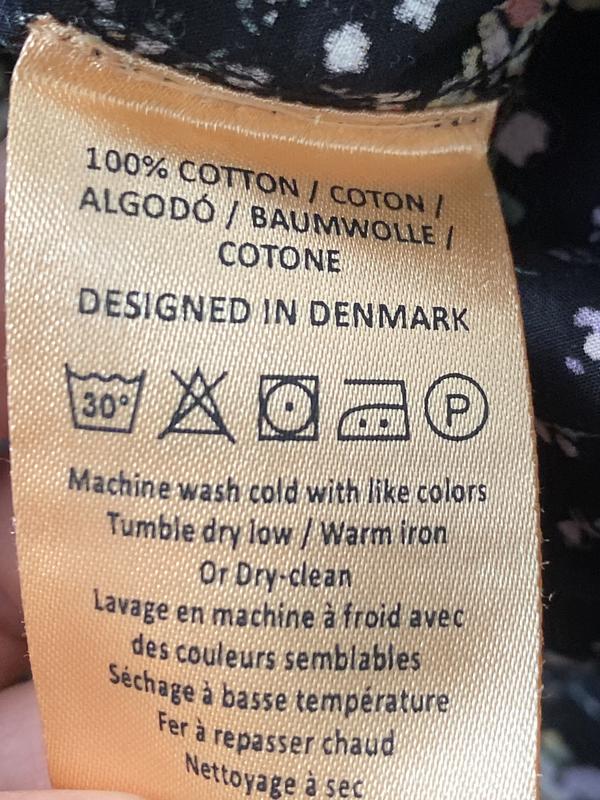 100% COTTON / COTON /
ALGODÓ / BAUMWOLLE /
COTONE
DESIGNED IN DENMARK
30° P
Machine wash cold with like colors
Tumble dry low / Warm iron
Or Dry-clean
Lavage en machine à froid avec
des couleurs semblables
Séchage à basse température
Fer à repasser chaud
Nettoyage à sec